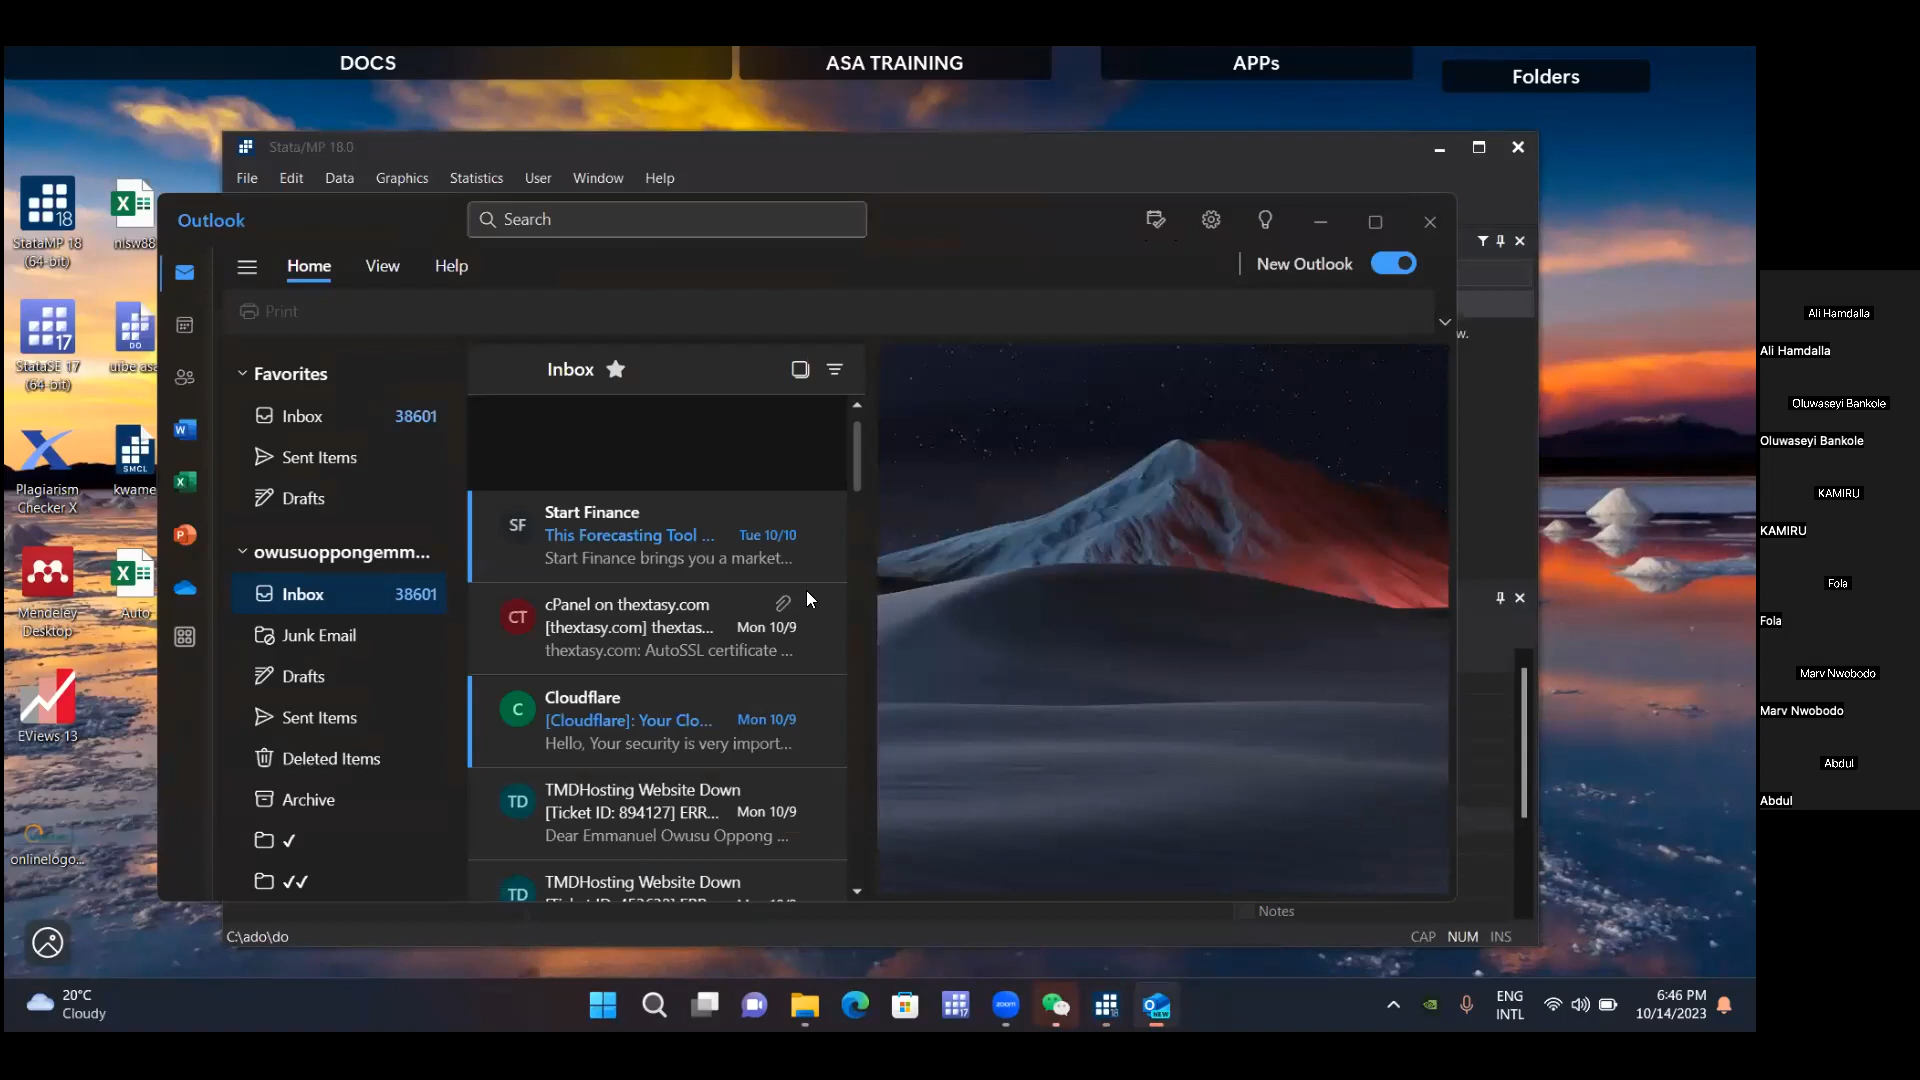 DOCS
ASA TRAINING
APPs
Folders
Stata/MP 18.0
File Edit Data Graphics Statistics User Window Help
StataMP 18
(64-bit)
nlsw88
StataSE 17
(64-bit)
uibe asa
Plagiarism
Checker X
SMCL
kwame
Mendeley
Desktop
Auto
EViews 13
onlinelogo...
Outlook
Search
Home View Help
New Outlook
Print
w.
Favorites
Inbox 38601
Sent Items
Drafts
owusuoppongemm...
Inbox 38601
Junk Email
Drafts
Sent Items
Deleted Items
Archive
✓
✓✓
Inbox
SF
Start Finance
This Forecasting Tool ... Tue 10/10
Start Finance brings you a market...
CT
cPanel on thextasy.com
[thextasy.com] thextas... Mon 10/9
thextasy.com: AutoSSL certificate ...
C
Cloudflare
[Cloudflare]: Your Clo... Mon 10/9
Hello, Your security is very import...
TD
TMDHosting Website Down
[Ticket ID: 894127] ERR... Mon 10/9
Dear Emmanuel Owusu Oppong ...
TD
TMDHosting Website Down
Notes
C:\ado\do
CAP NUM INS
20°C
Cloudy
zoom
NEW
ENG
INTL
6:46 PM
10/14/2023
Ali Hamdalla
Ali Hamdalla
Oluwaseyi Bankole
Oluwaseyi Bankole
KAMIRU
KAMIRU
Fola
Fola
Marv Nwobodo
Marv Nwobodo
Abdul
Abdul